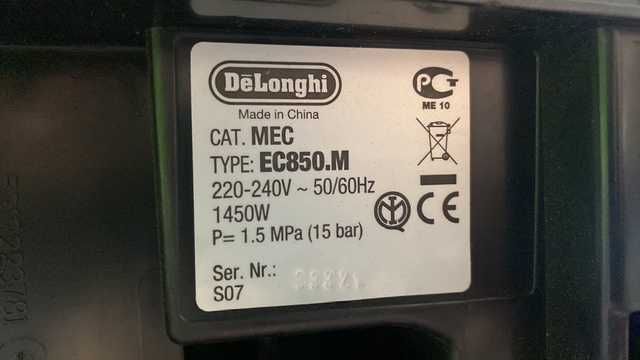 DeLonghi
Made in China
ME 10
CAT. MEC
TYPE: EC850.M
220-240V ~ 50/60Hz
1450W
P= 1.5 MPa (15 bar)
CE
Ser. Nr.:
S07